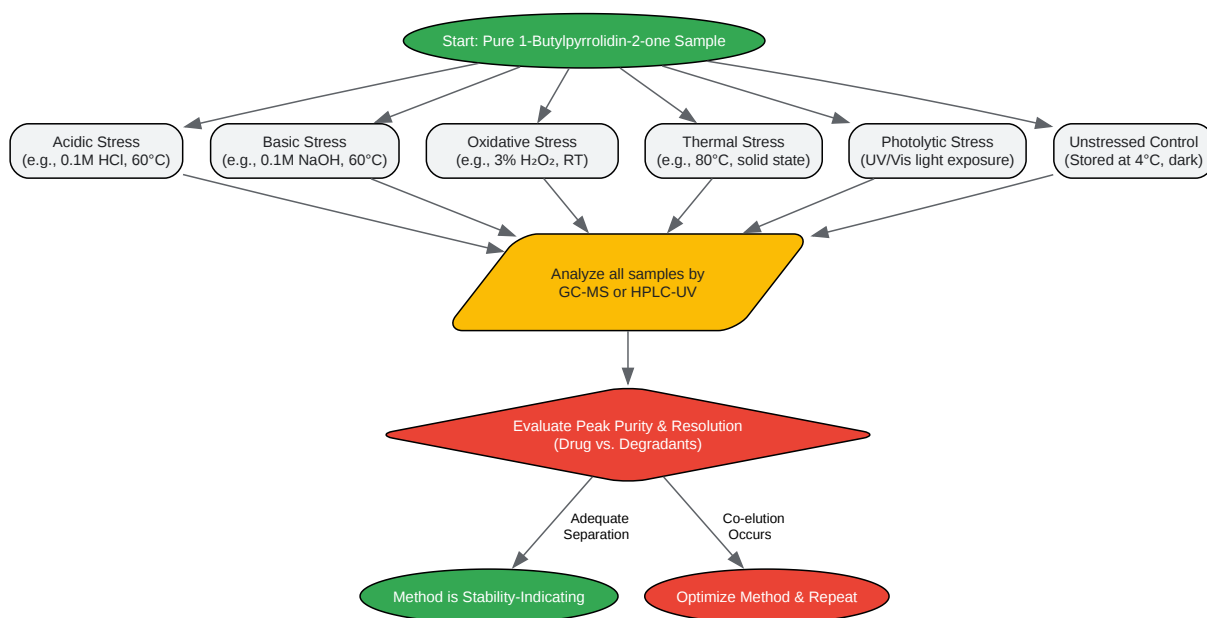 Start: Pure 1-Butylpyrrolidin-2-one Sample
Acidic Stress
(e.g., 0.1M HCl, 60°C)
Basic Stress
(e.g., 0.1M NaOH, 60°C)
Oxidative Stress
(e.g., 3% H₂O₂, RT)
Thermal Stress
(e.g., 80°C, solid state)
Photolytic Stress
(UV/Vis light exposure)
Unstressed Control
(Stored at 4°C, dark)
Analyze all samples by
GC-MS or HPLC-UV
Evaluate Peak Purity & Resolution
(Drug vs. Degradants)
Adequate
Separation
Co-elution
Occurs
Method is Stability-Indicating
Optimize Method & Repeat